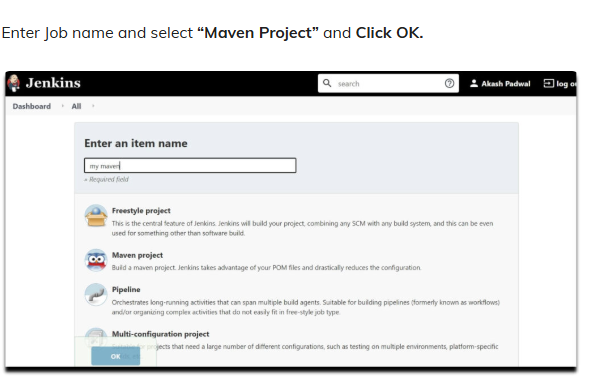 Enter Job name and select “Maven Project” and Click OK.
Jenkins
search
Akash Padwal
log
Dashboard
All
Enter an item name
my maven
» Required field
Freestyle project
This is the central feature of Jenkins. Jenkins will build your project, combining any SCM with any build system, and this can be even
used for something other than software build.
Maven project
Build a maven project. Jenkins takes advantage of your POM files and drastically reduces the configuration.
Pipeline
Orchestrates long-running activities that can span multiple build agents. Suitable for building pipelines (formerly known as workflows)
and/or organizing complex activities that do not easily fit in free-style job type.
Multi-configuration project
projects that need a large number of different configurations, such as testing on multiple environments, platform-specific
OK